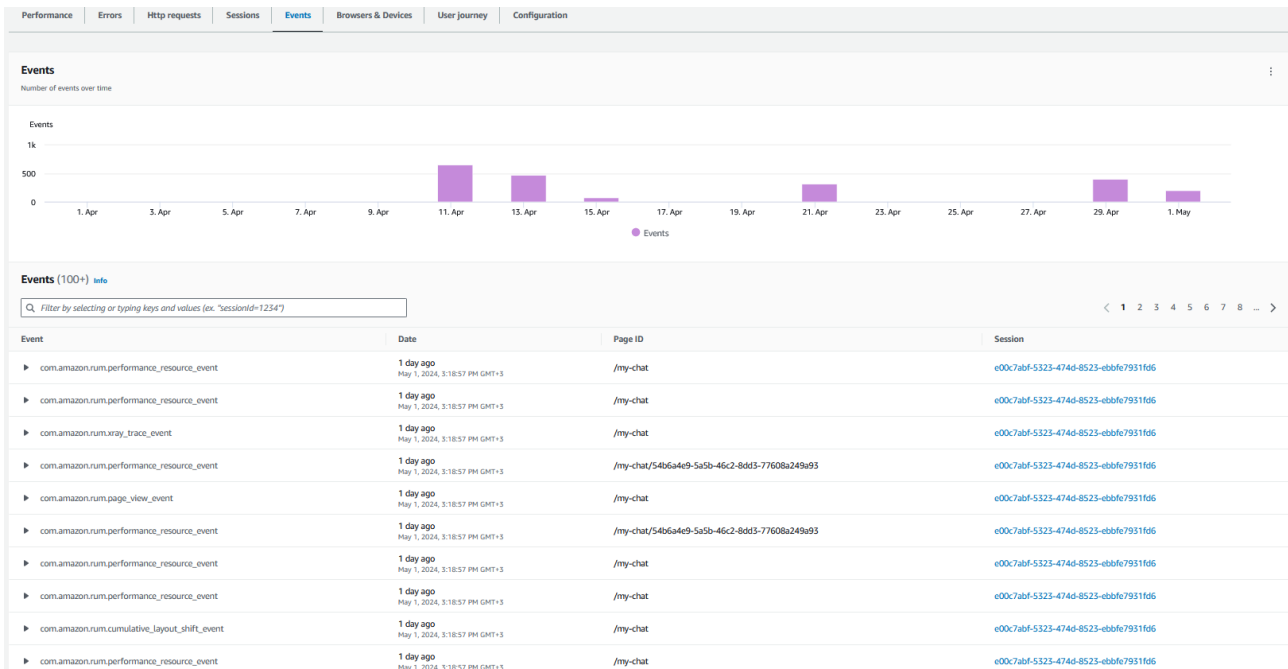 Performance Errors Http requests Sessions Events Browsers & Devices User journey Configuration
Events
Number of events over time
Events
1k
500
0
1. Apr 3. Apr 5. Apr 7. Apr 9. Apr 11. Apr 13. Apr 15. Apr 17. Apr 19. Apr 21. Apr 23. Apr 25. Apr 27. Apr 29. Apr 1. May
Events
Events (100+) Info
Filter by selecting or typing keys and values (ex. "sessionId=1234")
1 2 3 4 5 6 7 8 ...
Event Date Page ID Session
com.amazon.rum.performance_resource_event 1 day ago /my-chat e00c7abf-5323-474d-8523-ebbfe7931fd6
May 1, 2024, 3:18:57 PM GMT+3
com.amazon.rum.performance_resource_event 1 day ago /my-chat e00c7abf-5323-474d-8523-ebbfe7931fd6
May 1, 2024, 3:18:57 PM GMT+3
com.amazon.rum.xray_trace_event 1 day ago /my-chat e00c7abf-5323-474d-8523-ebbfe7931fd6
May 1, 2024, 3:18:57 PM GMT+3
com.amazon.rum.performance_resource_event 1 day ago /my-chat/54b6a4e9-5a5b-46c2-8dd3-77608a249a93 e00c7abf-5323-474d-8523-ebbfe7931fd6
May 1, 2024, 3:18:57 PM GMT+3
com.amazon.rum.page_view_event 1 day ago /my-chat e00c7abf-5323-474d-8523-ebbfe7931fd6
May 1, 2024, 3:18:57 PM GMT+3
com.amazon.rum.performance_resource_event 1 day ago /my-chat/54b6a4e9-5a5b-46c2-8dd3-77608a249a93 e00c7abf-5323-474d-8523-ebbfe7931fd6
May 1, 2024, 3:18:57 PM GMT+3
com.amazon.rum.performance_resource_event 1 day ago /my-chat e00c7abf-5323-474d-8523-ebbfe7931fd6
May 1, 2024, 3:18:57 PM GMT+3
com.amazon.rum.performance_resource_event 1 day ago /my-chat e00c7abf-5323-474d-8523-ebbfe7931fd6
May 1, 2024, 3:18:57 PM GMT+3
com.amazon.rum.cumulative_layout_shift_event 1 day ago /my-chat e00c7abf-5323-474d-8523-ebbfe7931fd6
May 1, 2024, 3:18:57 PM GMT+3
com.amazon.rum.performance_resource_event 1 day ago /my-chat e00c7abf-5323-474d-8523-ebbfe7931fd6
May 1, 2024, 3:18:57 PM GMT+3